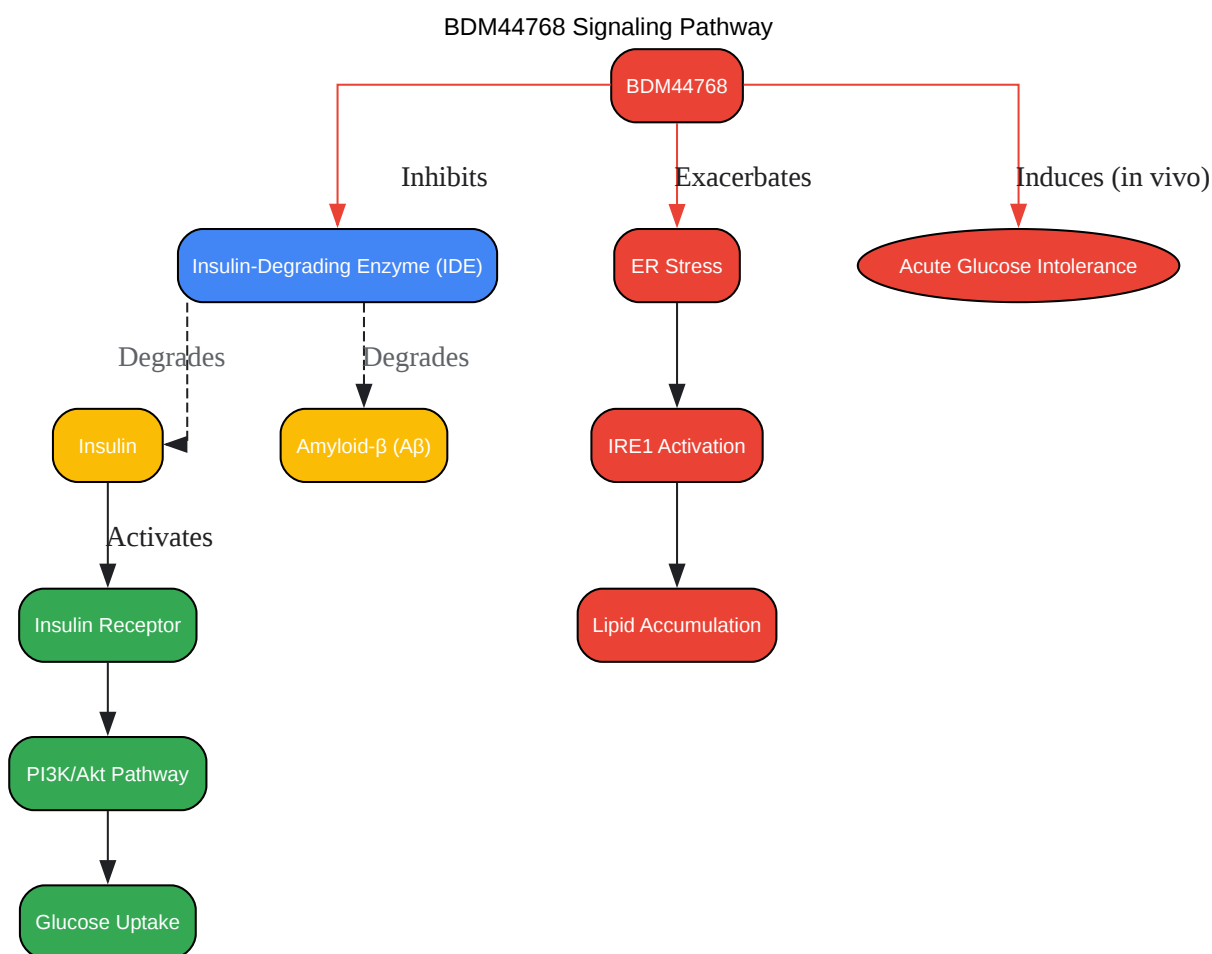 BDM44768 Signaling Pathway
BDM44768
Inhibits
Exacerbates
Induces (in vivo)
Insulin-Degrading Enzyme (IDE)
ER Stress
Acute Glucose Intolerance
Degrades
Degrades
Insulin
Amyloid-β (Aβ)
IRE1 Activation
Activates
Insulin Receptor
Lipid Accumulation
PI3K/Akt Pathway
Glucose Uptake